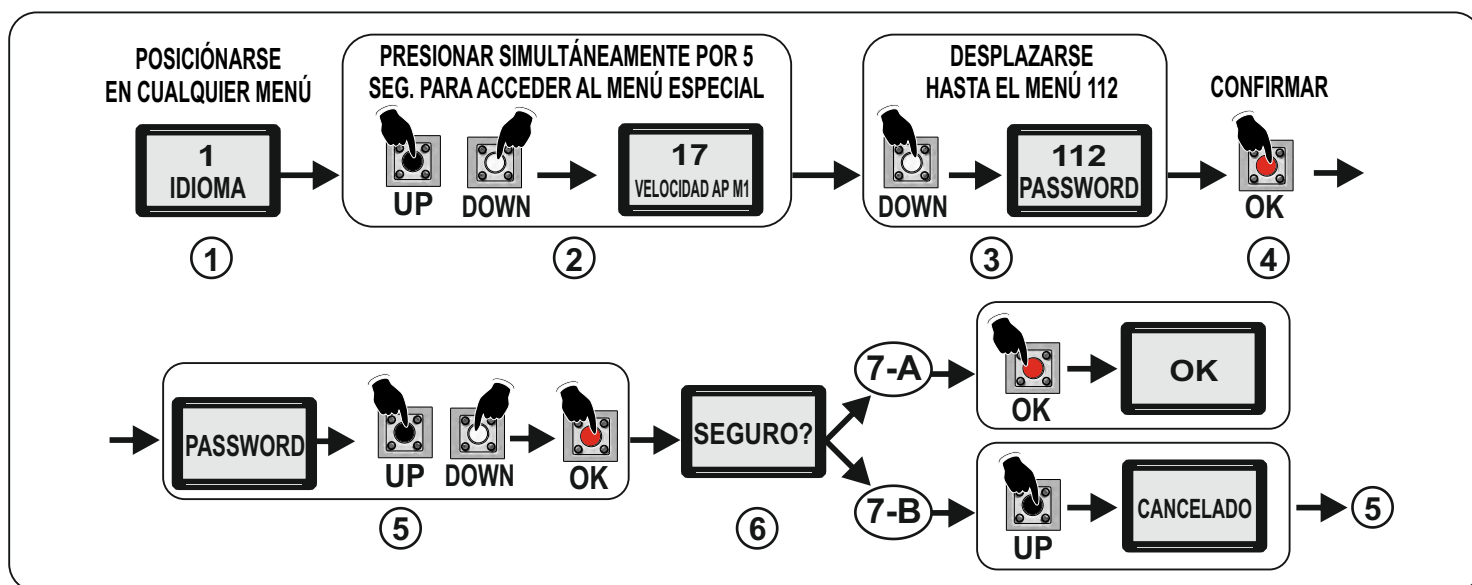 POSICIÓNARSE
EN CUALQUIER MENÚ
1
IDIOMA
1
PRESIONAR SIMULTÁNEAMENTE POR 5
SEG. PARA ACCEDER AL MENÚ ESPECIAL
UP
DOWN
17
VELOCIDAD AP M1
2
DESPLAZARSE
HASTA EL MENÚ 112
DOWN
112
PASSWORD
3
CONFIRMAR
OK
4
PASSWORD
UP
DOWN
OK
5
SEGURO?
6
7-A
OK
OK
7-B
UP
CANCELADO
5